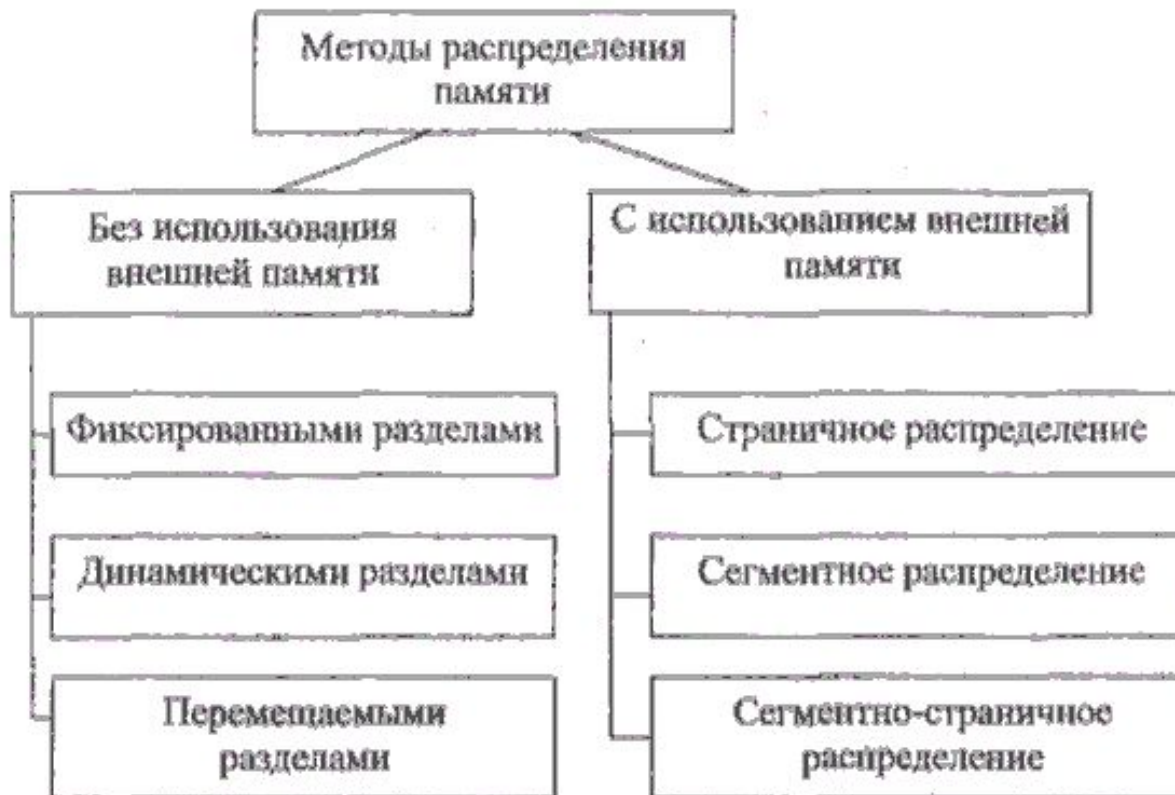 Методы распределения
памяти
Без использования
внешней памяти
С использованием внешней
памяти
Фиксированными разделами
Динамическими разделами
Перемещаемыми
разделами
Страничное распределение
Сегментное распределение
Сегментно-страничное
распределение